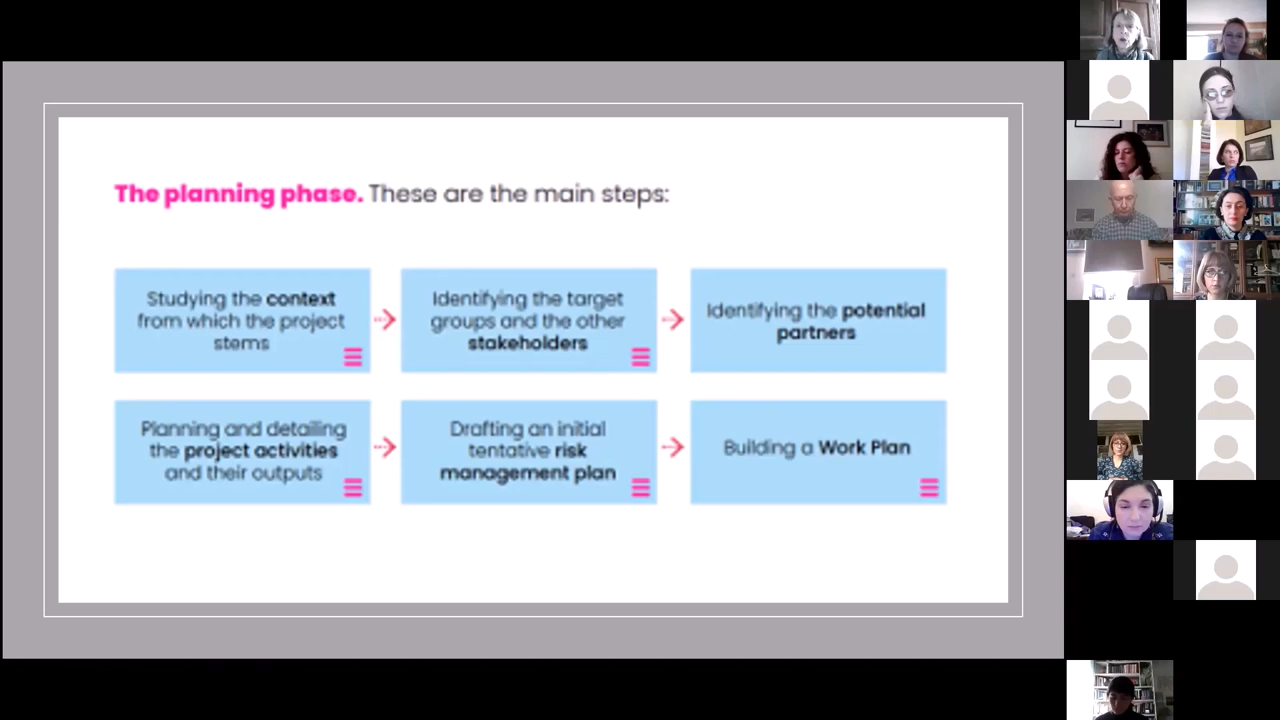 The planning phase. These are the main steps:
Studying the context
from which the project
stems
Identifying the target
groups and the other
stakeholders
Identifying the potential
partners
Planning and detailing
the project activities
and their outputs
Drafting an initial
tentative risk
management plan
Building a Work Plan